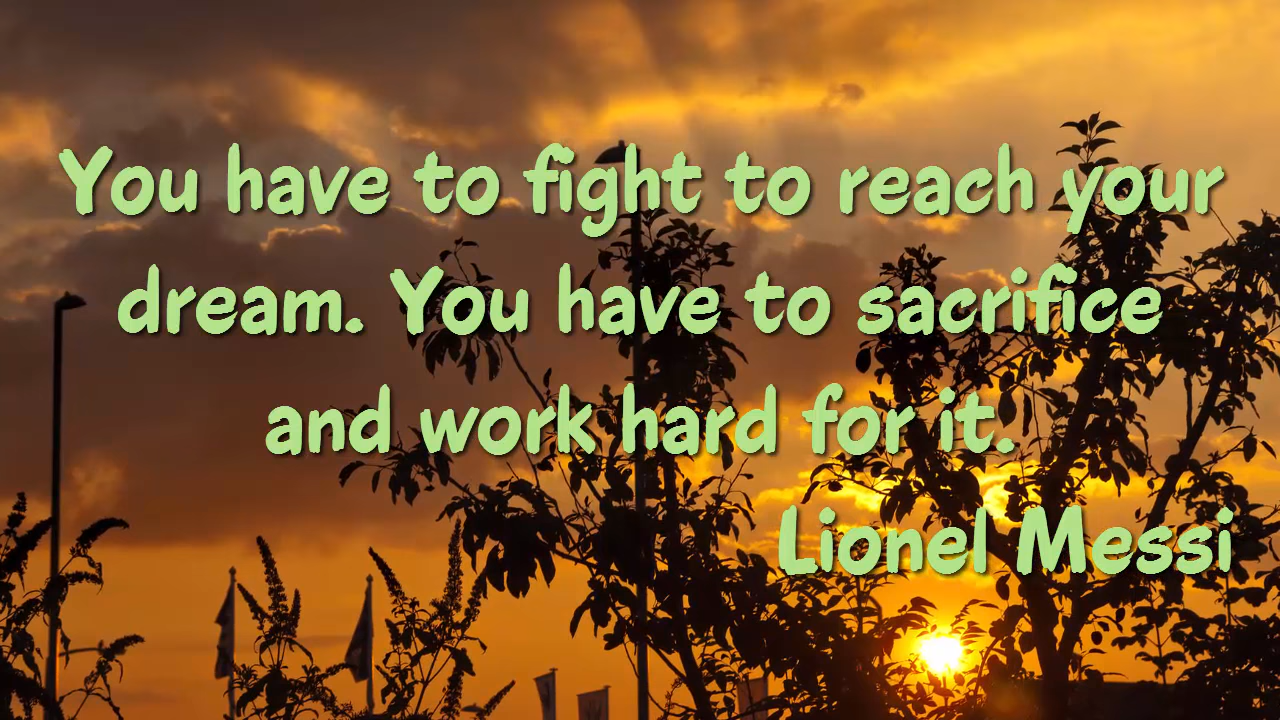 You have to fight to reach your
dream. You have to sacrifice
and work hard for it.
Lionel Messi